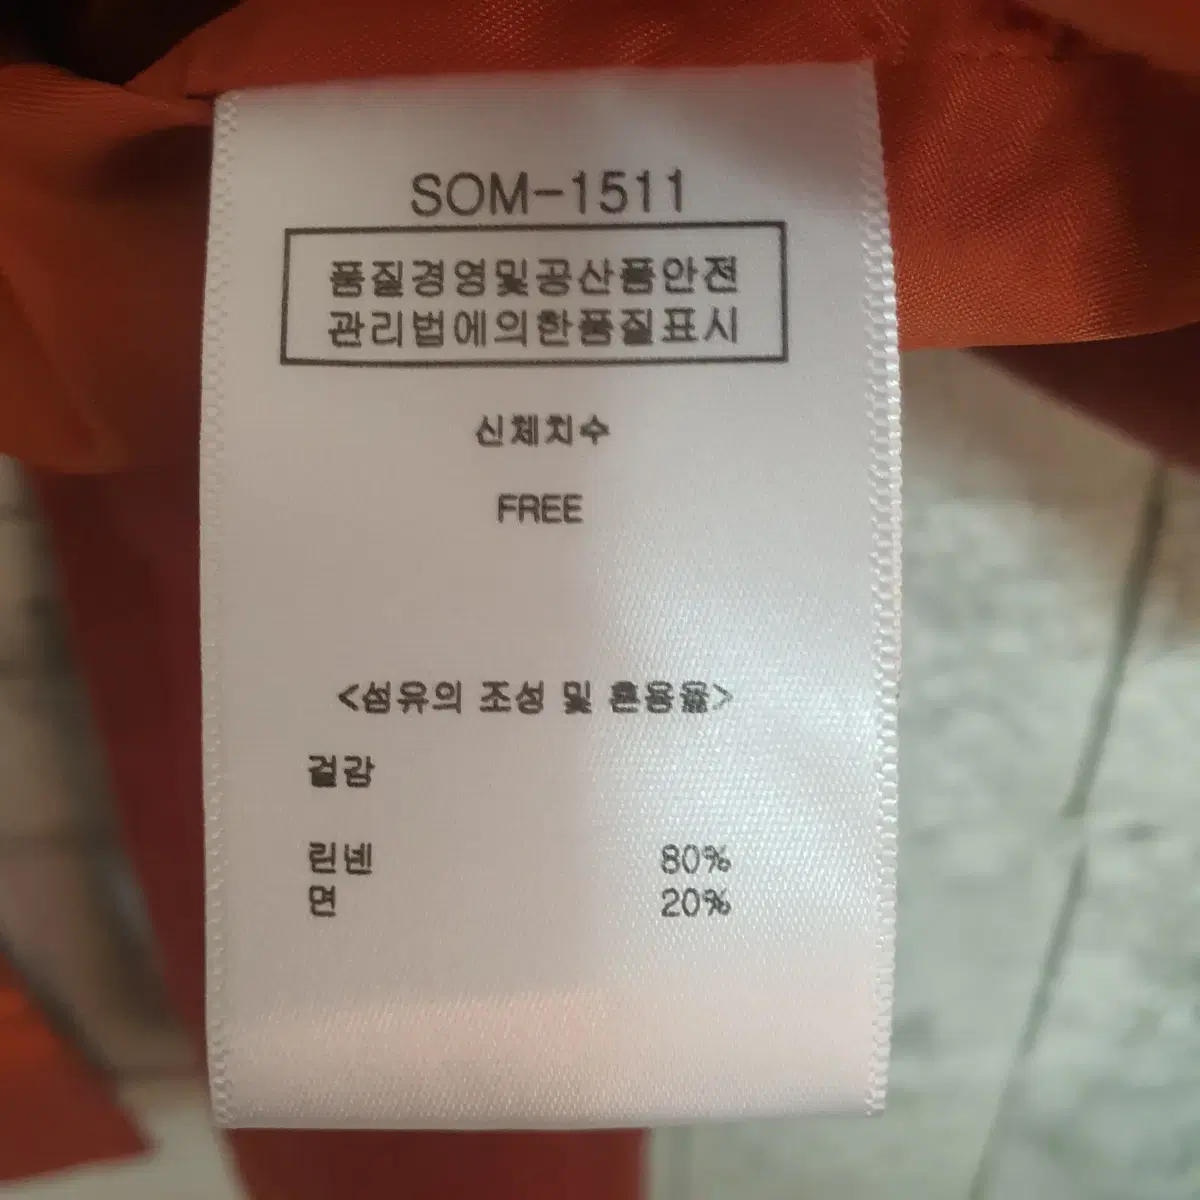 SOM-1511
품질경영및공산품안전
관리법에의한품질표시
신체치수
FREE
<섬유의 조성 및 혼용율>
겉감
린넨 80%
면 20%